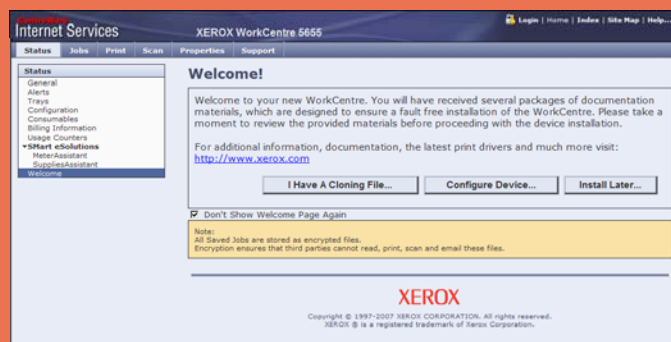 CentreWare
Internet Services
XEROX WorkCentre 5655
Login | Home | Index | Site Map | Help...
Status Jobs Print Scan Properties Support
Status
General
Alerts
Trays
Configuration
Consumables
Billing Information
Usage Counters
SMart eSolutions
MeterAssistant
SuppliesAssistant
Welcome
Welcome!
Welcome to your new WorkCentre. You will have received several packages of documentation
materials, which are designed to ensure a fault free installation of the WorkCentre. Please take a
moment to review the provided materials before proceeding with the device installation.
For additional information, documentation, the latest print drivers and much more visit:
http://www.xerox.com
I Have A Cloning File... Configure Device... Install Later...
Don't Show Welcome Page Again
Note:
All Saved Jobs are stored as encrypted files.
Encryption ensures that third parties cannot read, print, scan and email these files.
XEROX
Copyright © 1997-2007 XEROX CORPORATION. All rights reserved.
XEROX ® is a registered trademark of Xerox Corporation.